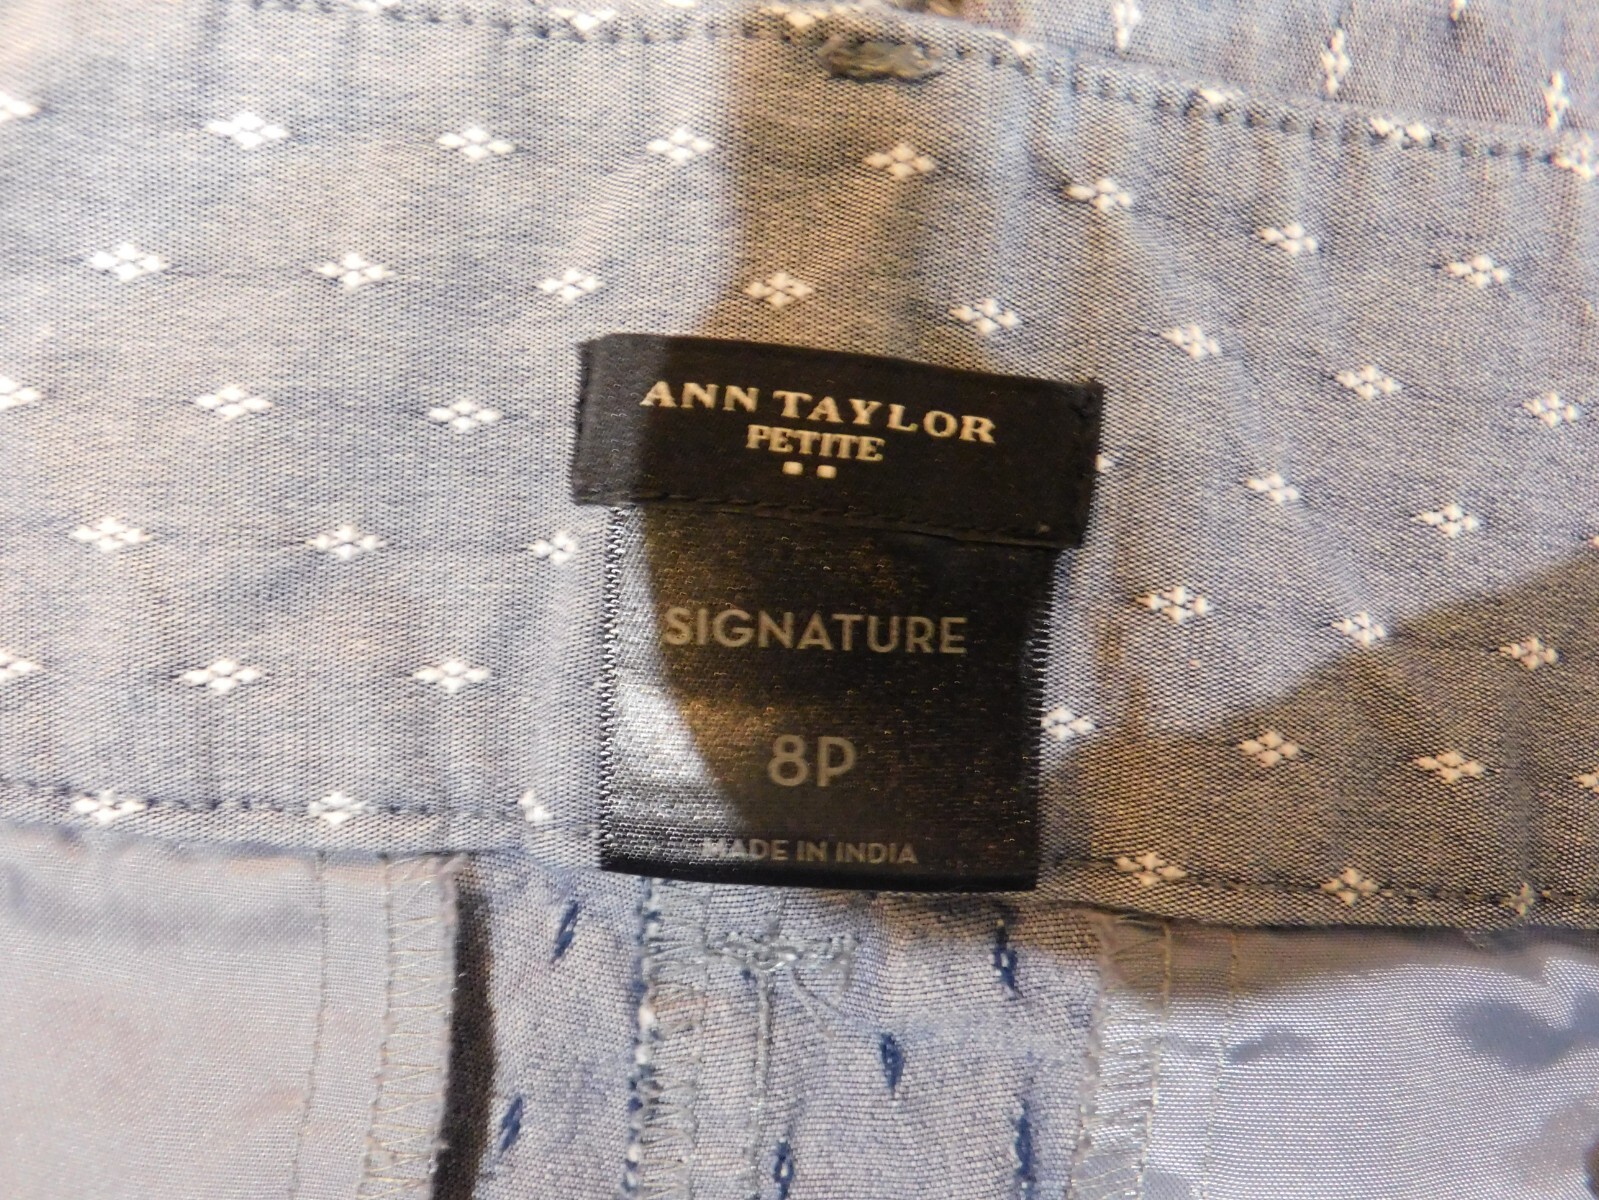 ANN TAYLOR
PETITE
SIGNATURE
8P
MADE IN INDIA